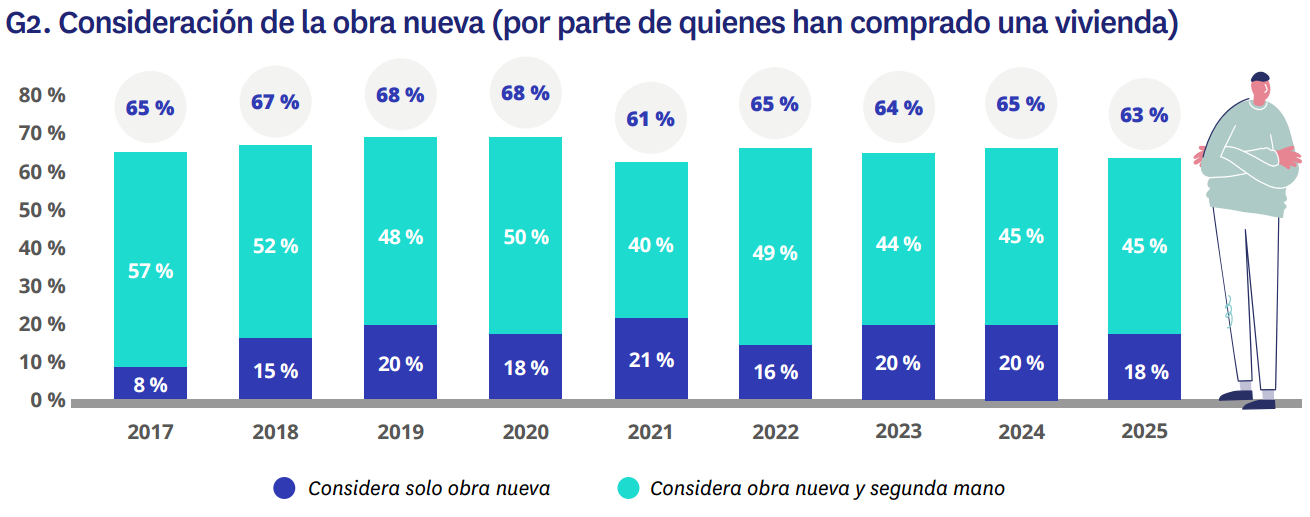 G2. Consideración de la obra nueva (por parte de quienes han comprado una vivienda)
80 %
70 %
60 %
50 %
40 %
30 %
20 %
10 %
0 %
65 % 67 % 68 % 68 % 61 % 65 % 64 % 65 % 63 %
57 % 52 % 48 % 50 % 40 % 49 % 44 % 45 % 45 %
8 % 15 % 20 % 18 % 21 % 16 % 20 % 20 % 18 %
2017 2018 2019 2020 2021 2022 2023 2024 2025
Considera solo obra nueva Considera obra nueva y segunda mano